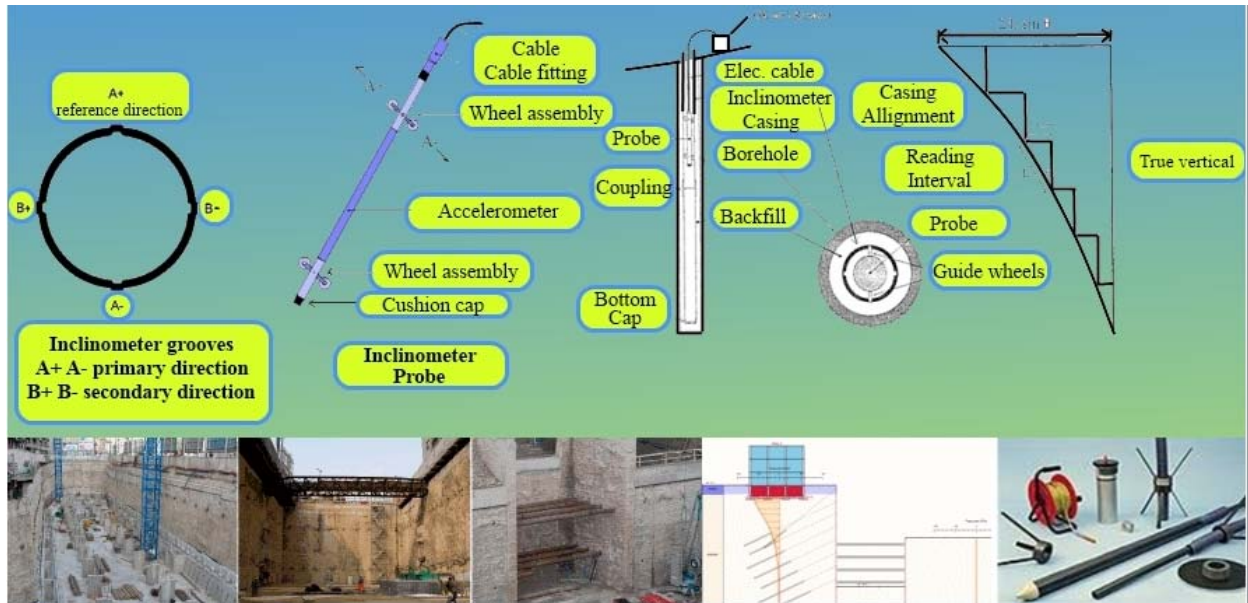 A+
reference direction
B+
B-
A-
Inclinometer grooves
A+ A- primary direction
B+ B- secondary direction
Cable
Cable fitting
Wheel assembly
Accelerometer
Wheel assembly
Cushion cap
Inclinometer
Probe
Elec. cable
Inclinometer
Casing
Probe
Borehole
Coupling
Backfill
Bottom
Cap
Casing
Allignment
Reading
Interval
Probe
Guide wheels
True vertical